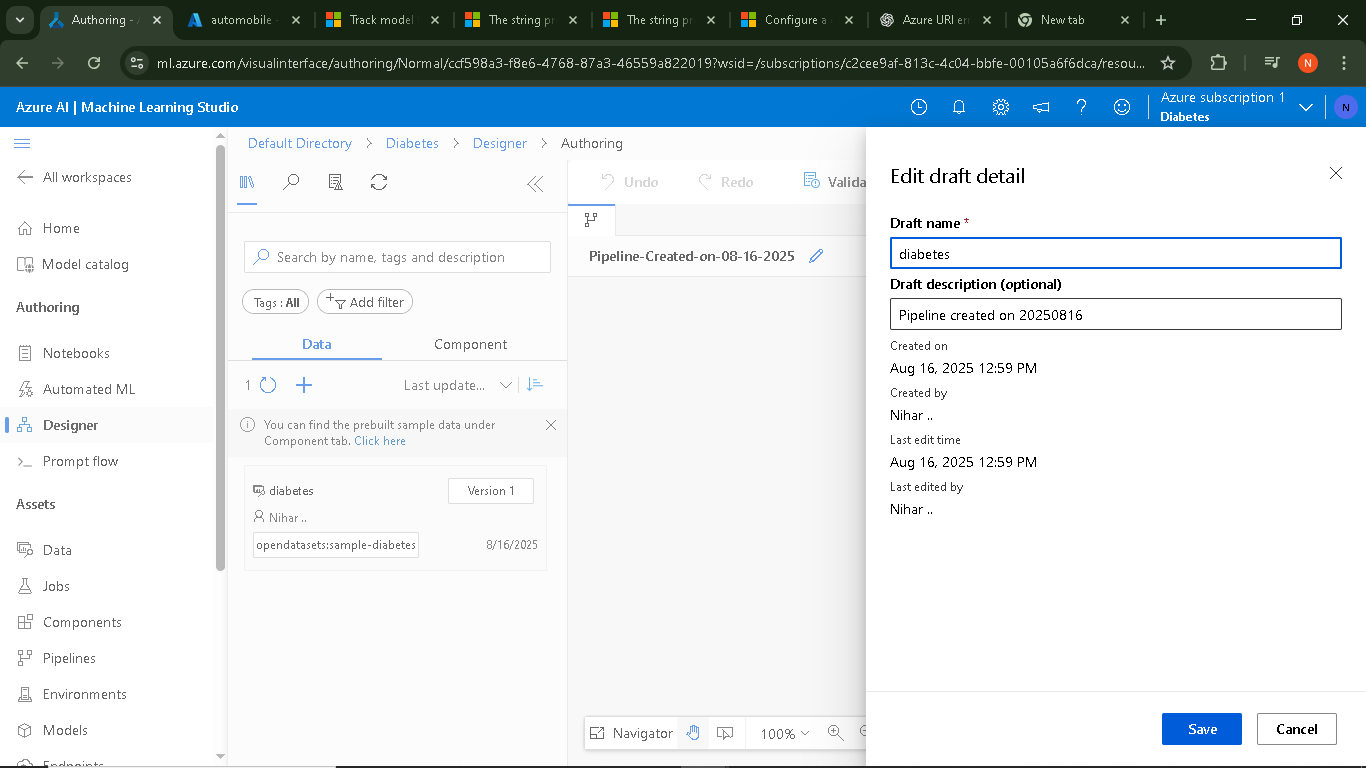 Authoring - A
automobile -
Track model
The string pr
The string pr
Configure a
Azure URI err
New tab
ml.azure.com/visualinterface/authoring/Normal/ccf598a3-f8e6-4768-87a3-46559a822019?wsid=/subscriptions/c2cee9af-813c-4c04-bbfe-00105a6f6dca/resou...
N
Azure AI | Machine Learning Studio
Azure subscription 1
Diabetes
N
All workspaces
Home
Model catalog
Authoring
Notebooks
Automated ML
Designer
Prompt flow
Assets
Data
Jobs
Components
Pipelines
Environments
Models
Endpoints
Default Directory > Diabetes > Designer > Authoring
Search by name, tags and description
Tags : All
Add filter
Data
Component
1
Last update...
You can find the prebuilt sample data under
Component tab. Click here
diabetes
Version 1
Nihar ..
opendatasets:sample-diabetes
8/16/2025
Undo
Redo
Valida
Pipeline-Created-on-08-16-2025
Navigator
100%
Edit draft detail
Draft name *
diabetes
Draft description (optional)
Pipeline created on 20250816
Created on
Aug 16, 2025 12:59 PM
Created by
Nihar ..
Last edit time
Aug 16, 2025 12:59 PM
Last edited by
Nihar ..
Save
Cancel